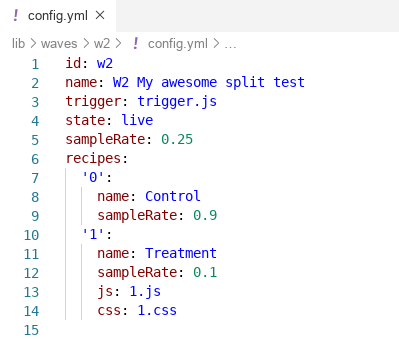 ! config.yml ×
lib > waves > w2 > ! config.yml > ...
1 id: w2
2 name: W2 My awesome split test
3 trigger: trigger.js
4 state: live
5 sampleRate: 0.25
6 recipes:
7   '0':
8     name: Control
9     sampleRate: 0.9
10   '1':
11     name: Treatment
12     sampleRate: 0.1
13     js: 1.js
14     css: 1.css
15